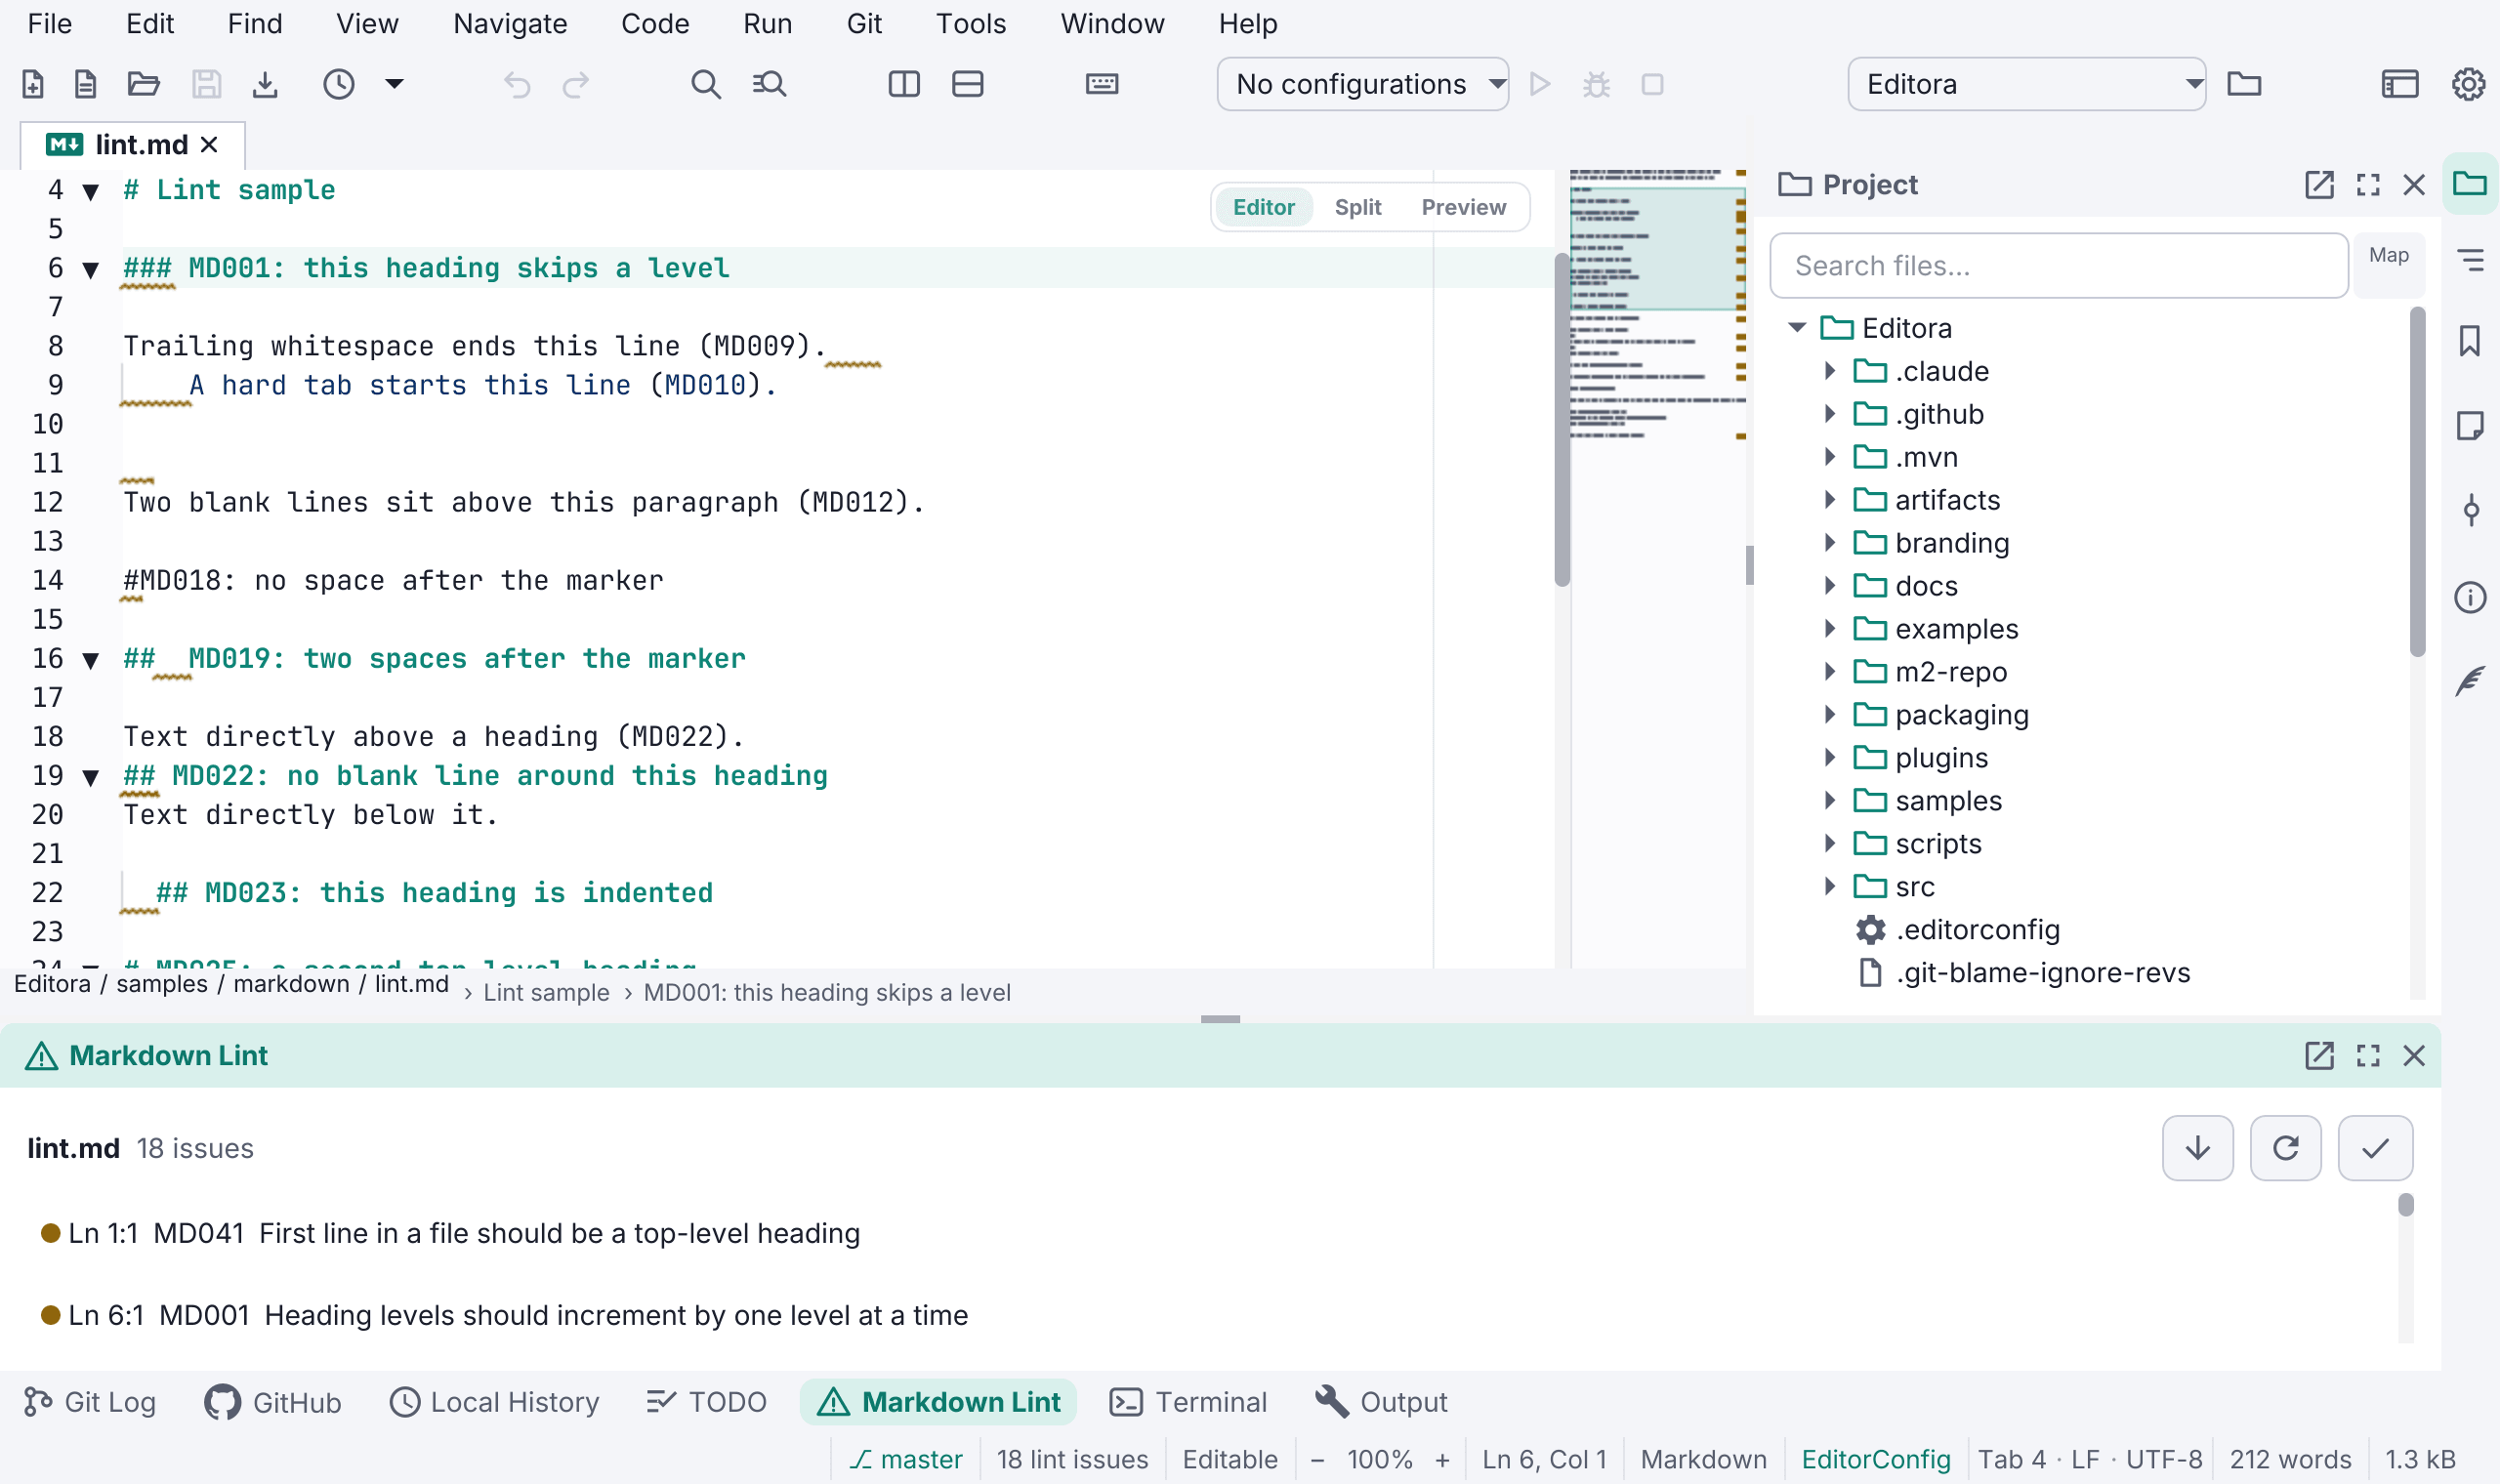 File Edit Find View Navigate Code Run Git Tools Window Help
No configurations
Editora
lint.md
4 # Lint sample
5
6 ### MD001: this heading skips a level
7
8 Trailing whitespace ends this line (MD009).
9 A hard tab starts this line (MD010).
10
11
12 Two blank lines sit above this paragraph (MD012).
13
14 #MD018: no space after the marker
15
16 ##  MD019: two spaces after the marker
17
18 Text directly above a heading (MD022).
19 ## MD022: no blank line around this heading
20 Text directly below it.
21
22 ## MD023: this heading is indented
23
24 # MD025: a second top-level heading
Editor Split Preview
Editora / samples / markdown / lint.md › Lint sample › MD001: this heading skips a level
Project
Search files...
Map
Editora
.claude
.github
.mvn
artifacts
branding
docs
examples
m2-repo
packaging
plugins
samples
scripts
src
.editorconfig
.git-blame-ignore-revs
Markdown Lint
lint.md 18 issues
Ln 1:1 MD041 First line in a file should be a top-level heading
Ln 6:1 MD001 Heading levels should increment by one level at a time
Git Log GitHub Local History TODO Markdown Lint Terminal Output
master 18 lint issues Editable − 100% + Ln 6, Col 1 Markdown EditorConfig Tab 4 · LF · UTF-8 212 words 1.3 kB